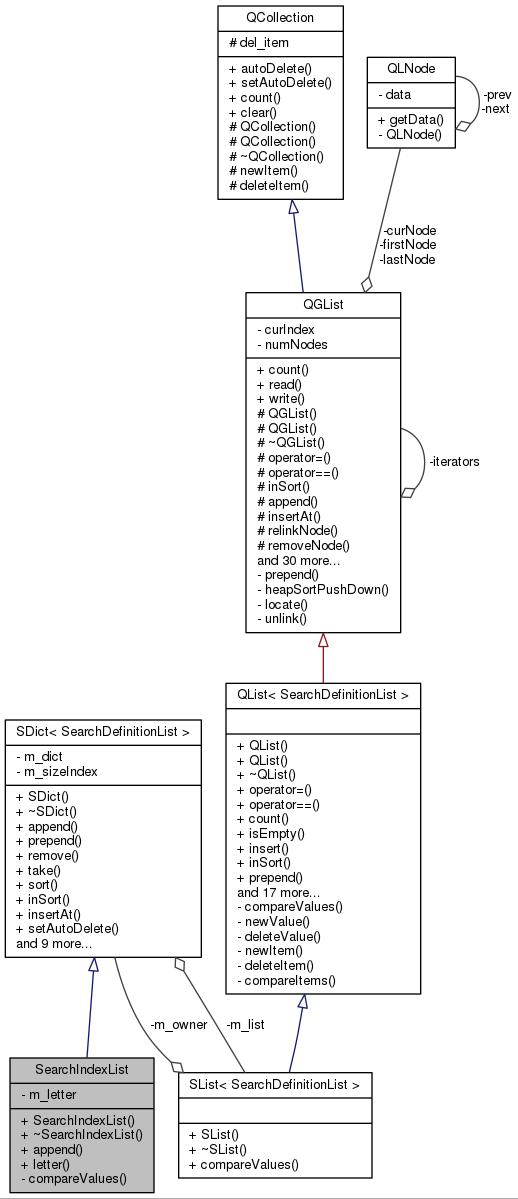 QCollection
# del_item
+ autoDelete()
+ setAutoDelete()
+ count()
+ clear()
# QCollection()
# QCollection()
# ~QCollection()
# newItem()
# deleteItem()
QLNode
- data
+ getData()
- QLNode()
-prev
-next
-curNode
-firstNode
-lastNode
QGList
- curIndex
- numNodes
+ count()
+ read()
+ write()
# QGList()
# QGList()
# ~QGList()
# operator=()
# operator==()
# inSort()
# append()
# insertAt()
# relinkNode()
# removeNode()
and 30 more...
- prepend()
- heapSortPushDown()
- locate()
- unlink()
-iterators
QList< SearchDefinitionList >
+ QList()
+ QList()
+ ~QList()
+ operator=()
+ operator==()
+ count()
+ isEmpty()
+ insert()
+ inSort()
+ prepend()
and 17 more...
- compareValues()
- newValue()
- deleteValue()
- newItem()
- deleteItem()
- compareItems()
SDict< SearchDefinitionList >
- m_dict
- m_sizeIndex
+ SDict()
+ ~SDict()
+ append()
+ prepend()
+ remove()
+ take()
+ sort()
+ inSort()
+ insertAt()
+ setAutoDelete()
and 9 more...
-m_owner
-m_list
SearchIndexList
- m_letter
+ SearchIndexList()
+ ~SearchIndexList()
+ append()
+ letter()
- compareValues()
SList< SearchDefinitionList >
+ SList()
+ ~SList()
+ compareValues()